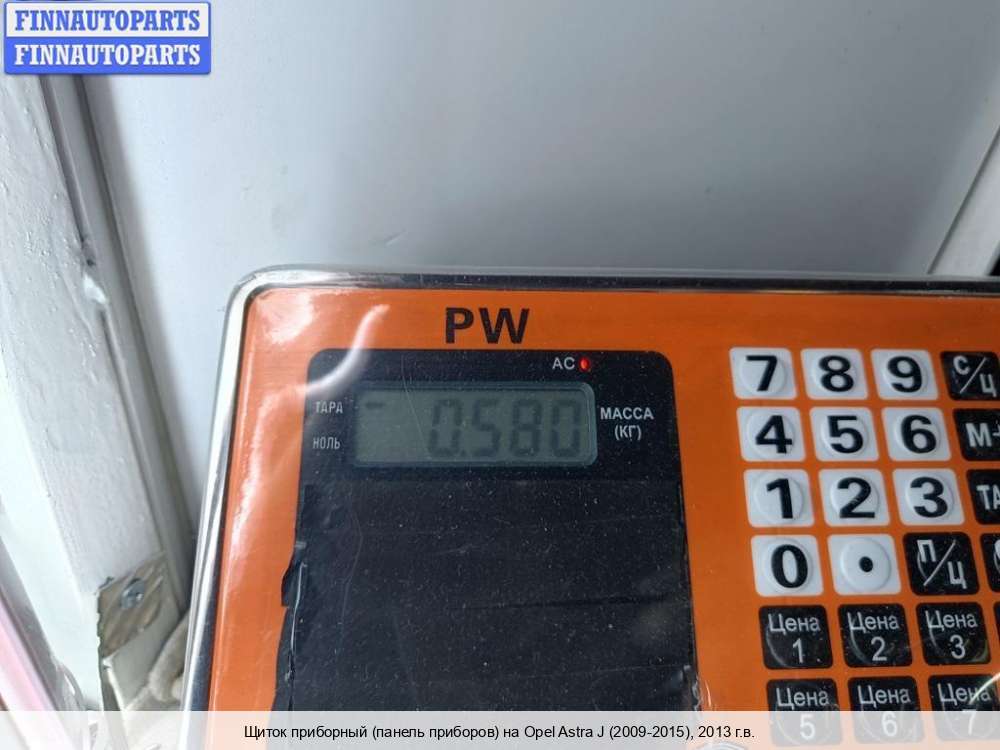 FINNAUTOPARTS
FINNAUTOPARTS
PW
AC
ТАРА
НОЛЬ
0.580
МАССА
(КГ)
7 8 9 С/Ц
4 5 6
1 2 3
0 . П/Ц
Цена 1 Цена 2 Цена 3
Цена 5 Цена 6 Цена 7
Щиток приборный (панель приборов) на Opel Astra J (2009-2015), 2013 г.в.